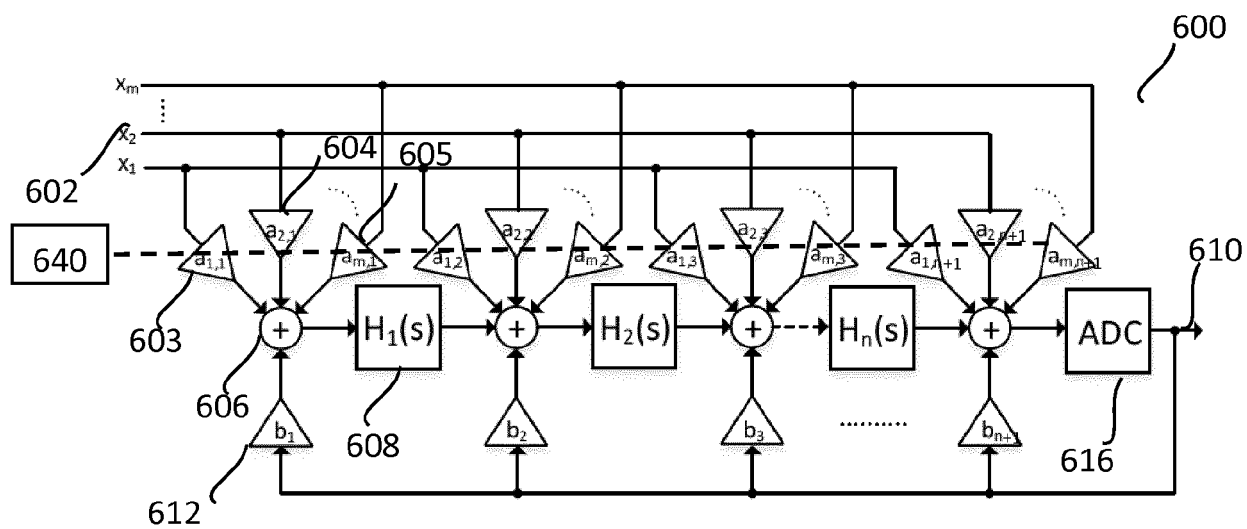 600
xₘ
x₂
602
604
605
x₁
640
a₁,₁
a₂,₁
aₘ,₁
a₁,₂
a₂,₂
aₘ,₂
a₁,₃
a₂,₃
aₘ,₃
a₁,ₙ₊₁
a₂,ₙ₊₁
aₘ,ₙ₊₁
610
603
+
H₁(s)
+
H₂(s)
+
Hₙ(s)
+
ADC
606
608
616
b₁
b₂
b₃
bₙ₊₁
612